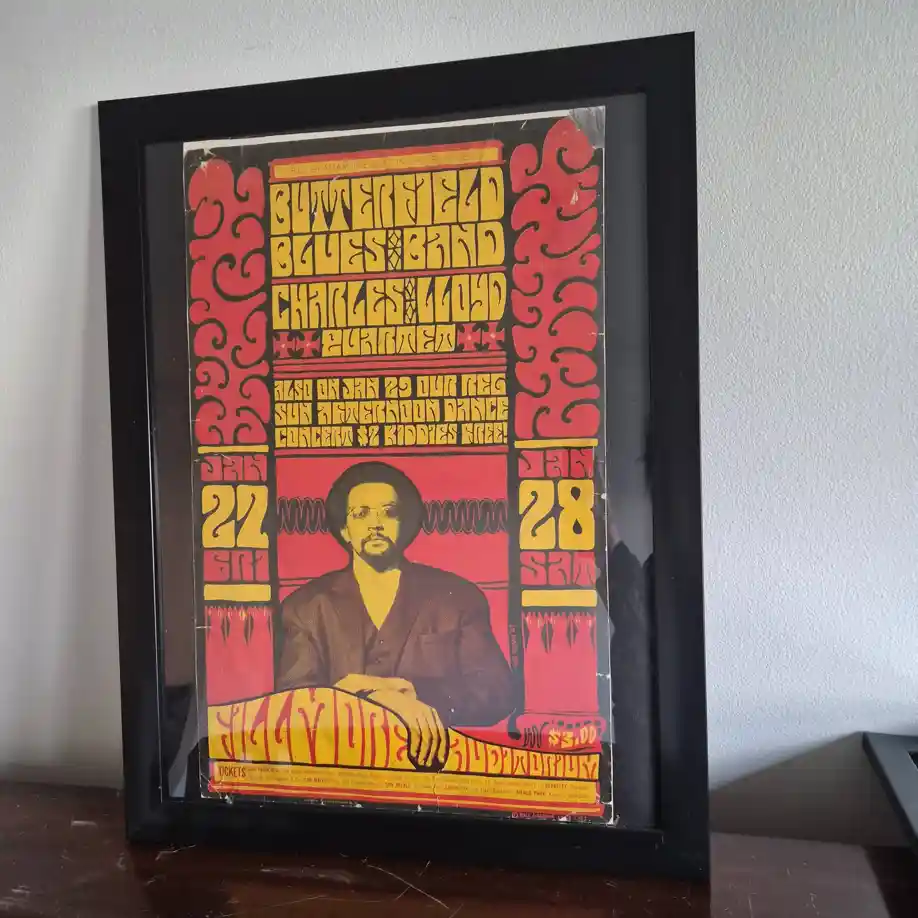 BUTTERFIELD
BLUES BAND
CHARLES LLOYD
QUARTET
ALSO ON JAN 29 OUR REG
SUN AFTERNOON DANCE
CONCERT $2 KIDDIES FREE!
JAN
27
FRI
JAN
28
SAT
$3.00
FILLMORE AUDITORIUM
TICKETS